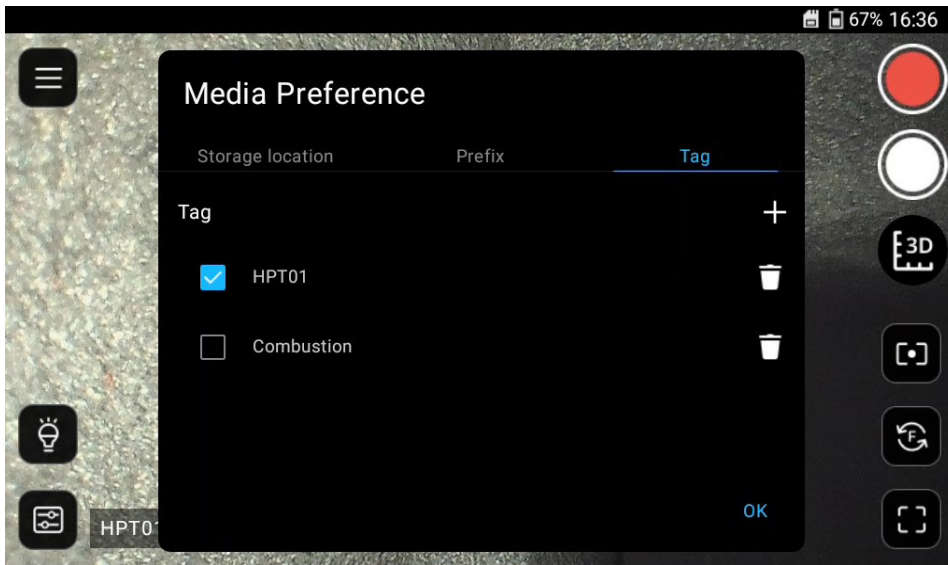 67% 16:36
Media Preference
Storage location Prefix Tag
Tag
HPT01
3D
Combustion
F
OK
HPT01